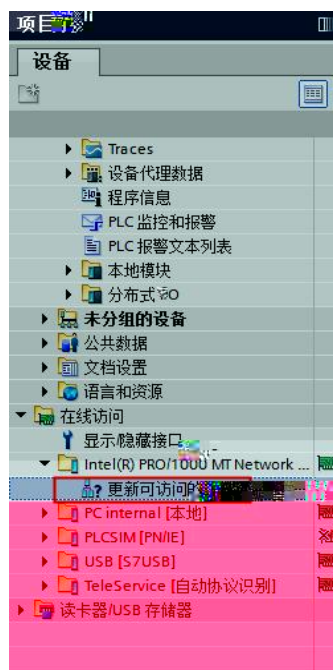 项目
设备
Traces
设备代理数据
程序信息
PLC 监控和报警
PLC 报警文本列表
本地模块
分布式 I/O
未分组的设备
公共数据
文档设置
语言和资源
在线访问
显示/隐藏接口
Intel(R) PRO/1000 MT Network ...
更新可访问的
PC internal [本地]
PLCSIM [PN/IE]
USB [S7USB]
TeleService [自动协议识别]
读卡器/USB 存储器